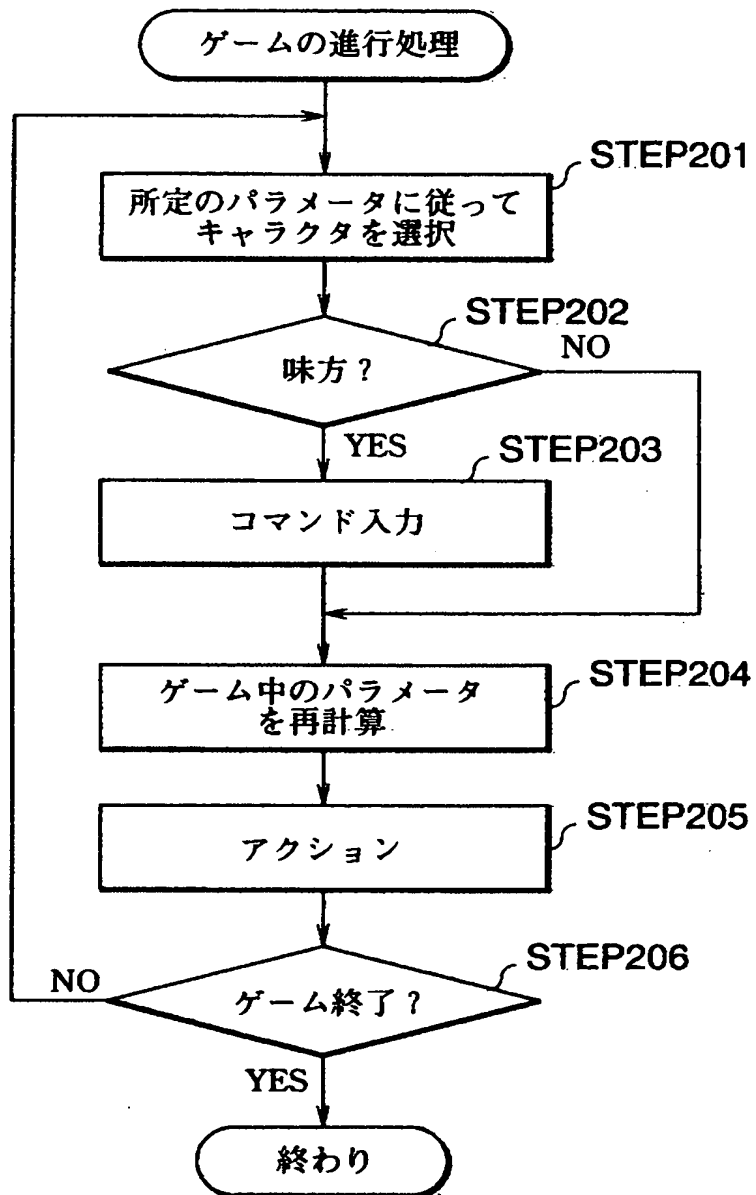 ゲームの進行処理
STEP201
所定のパラメータに従って
キャラクタを選択
STEP202
味方?
NO
YES
STEP203
コマンド入力
STEP204
ゲーム中のパラメータ
を再計算
STEP205
アクション
STEP206
NO
ゲーム終了?
YES
終わり